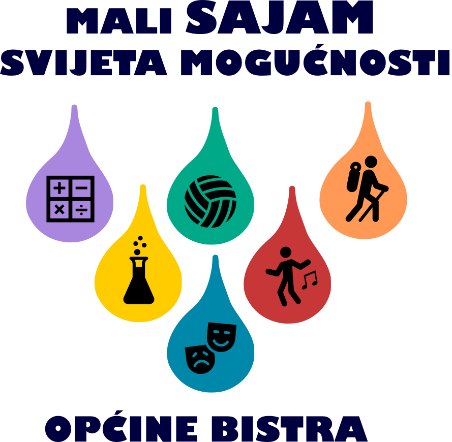 MALI SAJAM
SVIJETA MOGUĆNOSTI
+ −
× ÷
OPĆINE BISTRA